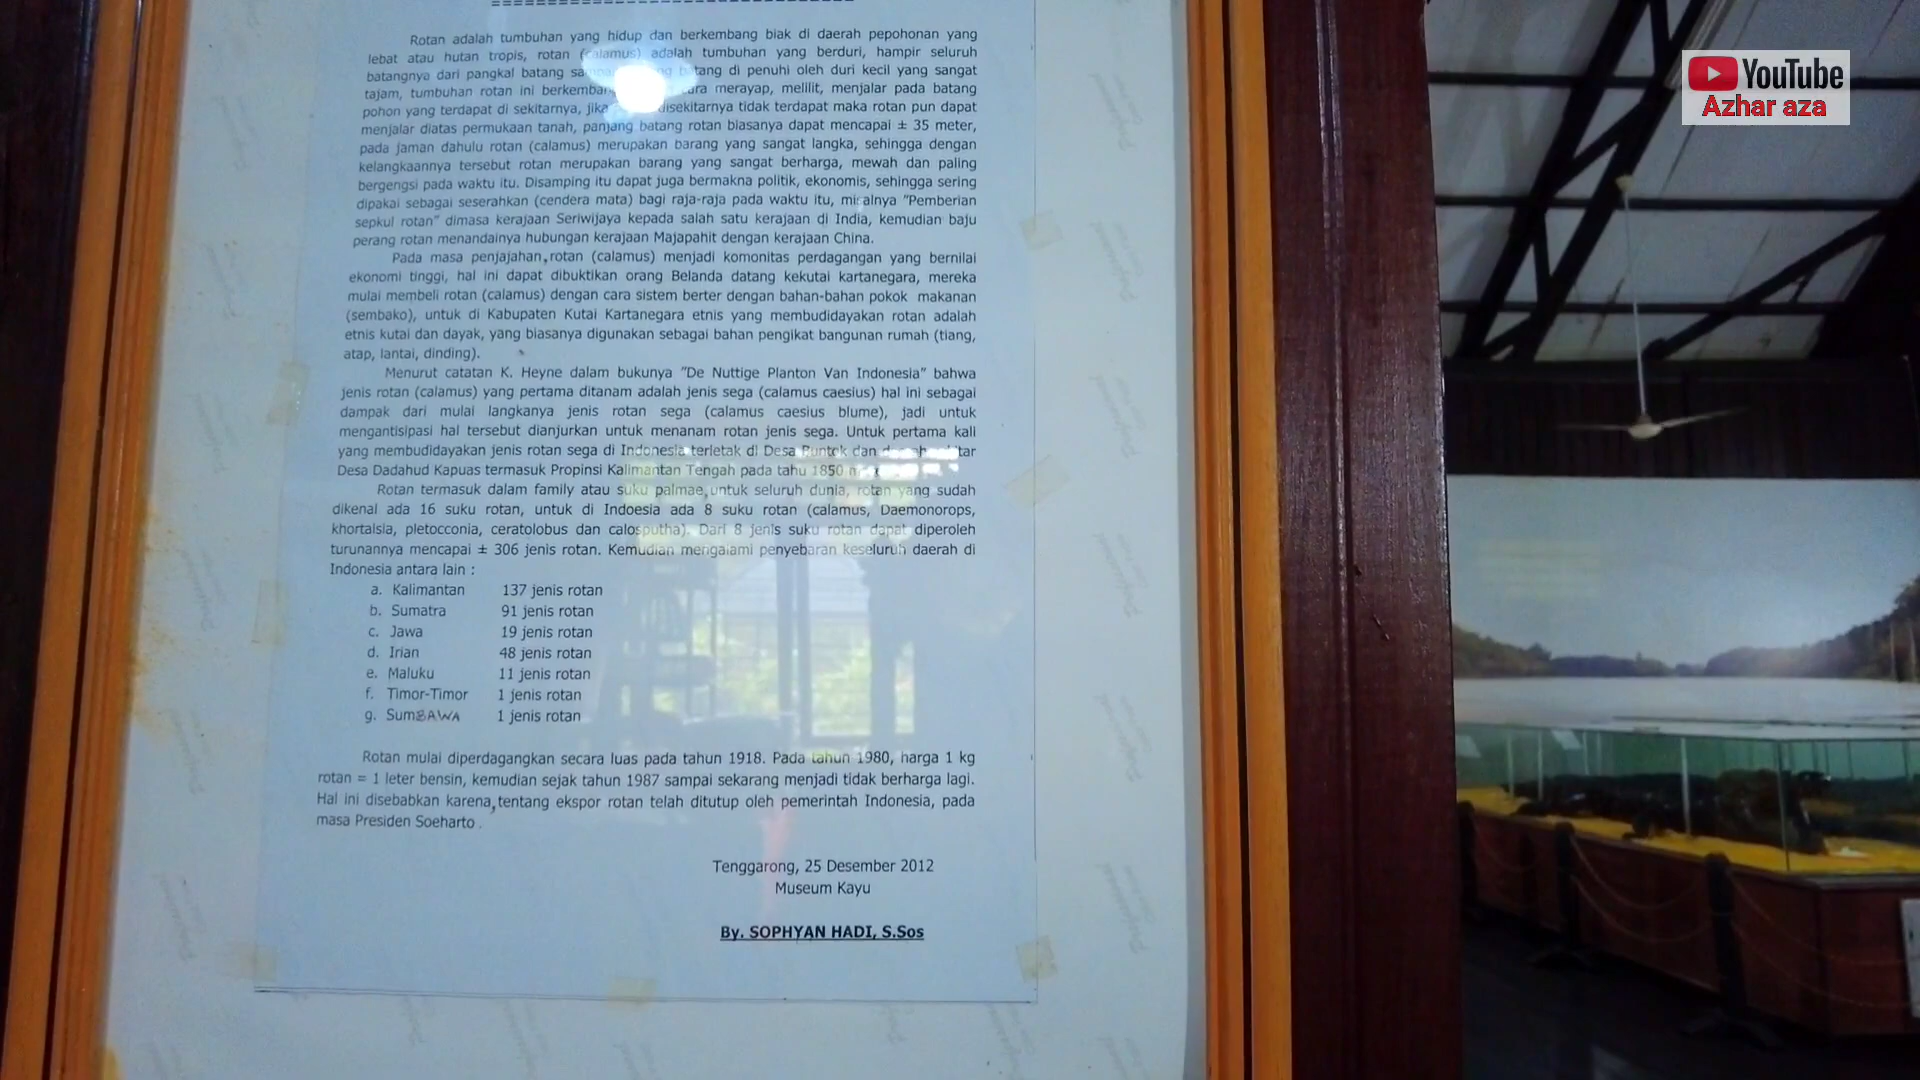 Rotan adalah tumbuhan yang hidup dan berkembang biak di daerah pepohonan yang
lebat atau hutan tropis, rotan (calamus) adalah tumbuhan yang berduri, hampir seluruh
batangnya dari pangkal batang batang di penuhi oleh duri kecil yang sangat
tajam, tumbuhan rotan ini merayap, melilit, menjalar pada batang
pohon yang terdapat di sekitarnya, jika disekitarnya tidak terdapat maka rotan pun dapat
menjalar diatas permukaan tanah, panjang batang rotan biasanya dapat mencapai ± 35 meter,
pada jaman dahulu rotan (calamus) merupakan barang yang sangat langka, sehingga dengan
kelangkaannya tersebut rotan merupakan barang yang sangat berharga, mewah dan paling
bergengsi pada waktu itu. Disamping itu dapat juga bermakna politik, ekonomis, sehingga sering
dipakai sebagai seserahkan (cendera mata) bagi raja-raja pada waktu itu, misalnya "Pemberian
sepkul rotan" dimasa kerajaan Seriwijaya kepada salah satu kerajaan di India, kemudian baju
perang rotan menandainya hubungan kerajaan Majapahit dengan kerajaan China.
Pada masa penjajahan, rotan (calamus) menjadi komonitas perdagangan yang bernilai
ekonomi tinggi, hal ini dapat dibuktikan orang Belanda datang kekutai kartanegara, mereka
mulai membeli rotan (calamus) dengan cara sistem berter dengan bahan-bahan pokok makanan
(sembako), untuk di Kabupaten Kutai Kartanegara etnis yang membudidayakan rotan adalah
etnis kutai dan dayak, yang biasanya digunakan sebagai bahan pengikat bangunan rumah (tiang,
atap, lantai, dinding).
Menurut catatan K. Heyne dalam bukunya "De Nuttige Planton Van Indonesia" bahwa
jenis rotan (calamus) yang pertama ditanam adalah jenis sega (calamus caesius) hal ini sebagai
dampak dari mulai langkanya jenis rotan sega (calamus caesius blume), jadi untuk
mengantisipasi hal tersebut dianjurkan untuk menanam rotan jenis sega. Untuk pertama kali
yang membudidayakan jenis rotan sega di Indonesia terletak di Desa Runtok dan
Desa Dadahud Kapuas termasuk Propinsi Kalimantan Tengah pada tahu 1850
Rotan termasuk dalam family atau suku palmae, untuk seluruh dunia, rotan yang sudah
dikenal ada 16 suku rotan, untuk di Indoesia ada 8 suku rotan (calamus, Daemonorops,
khortalsia, pletocconia, ceratolobus dan calosputha). Dari 8 jenis suku rotan dapat diperoleh
turunannya mencapai ± 306 jenis rotan. Kemudian mengalami penyebaran keseluruh daerah di
Indonesia antara lain :
a. Kalimantan 137 jenis rotan
b. Sumatra 91 jenis rotan
c. Jawa 19 jenis rotan
d. Irian 48 jenis rotan
e. Maluku 11 jenis rotan
f. Timor-Timor 1 jenis rotan
g. SumBAWA 1 jenis rotan
Rotan mulai diperdagangkan secara luas pada tahun 1918. Pada tahun 1980, harga 1 kg
rotan = 1 leter bensin, kemudian sejak tahun 1987 sampai sekarang menjadi tidak berharga lagi.
Hal ini disebabkan karena, tentang ekspor rotan telah ditutup oleh pemerintah Indonesia, pada
masa Presiden Soeharto .
Tenggarong, 25 Desember 2012
Museum Kayu
By. SOPHYAN HADI, S.Sos
YouTube
Azhar aza